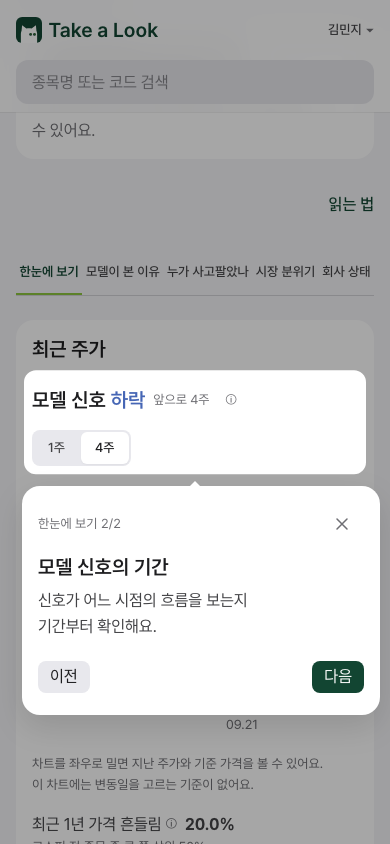 Take a Look
김민지
종목명 또는 코드 검색
수 있어요.
읽는 법
한눈에 보기 모델이 본 이유 누가 사고팔았나 시장 분위기 회사 상태
최근 주가
모델 신호 하락 앞으로 4주
1주 4주
한눈에 보기 2/2
모델 신호의 기간
신호가 어느 시점의 흐름을 보는지
기간부터 확인해요.
이전 다음
09.21
차트를 좌우로 밀면 지난 주가와 기준 가격을 볼 수 있어요.
이 차트에는 변동일을 고르는 기준이 없어요.
최근 1년 가격 흔들림 20.0%